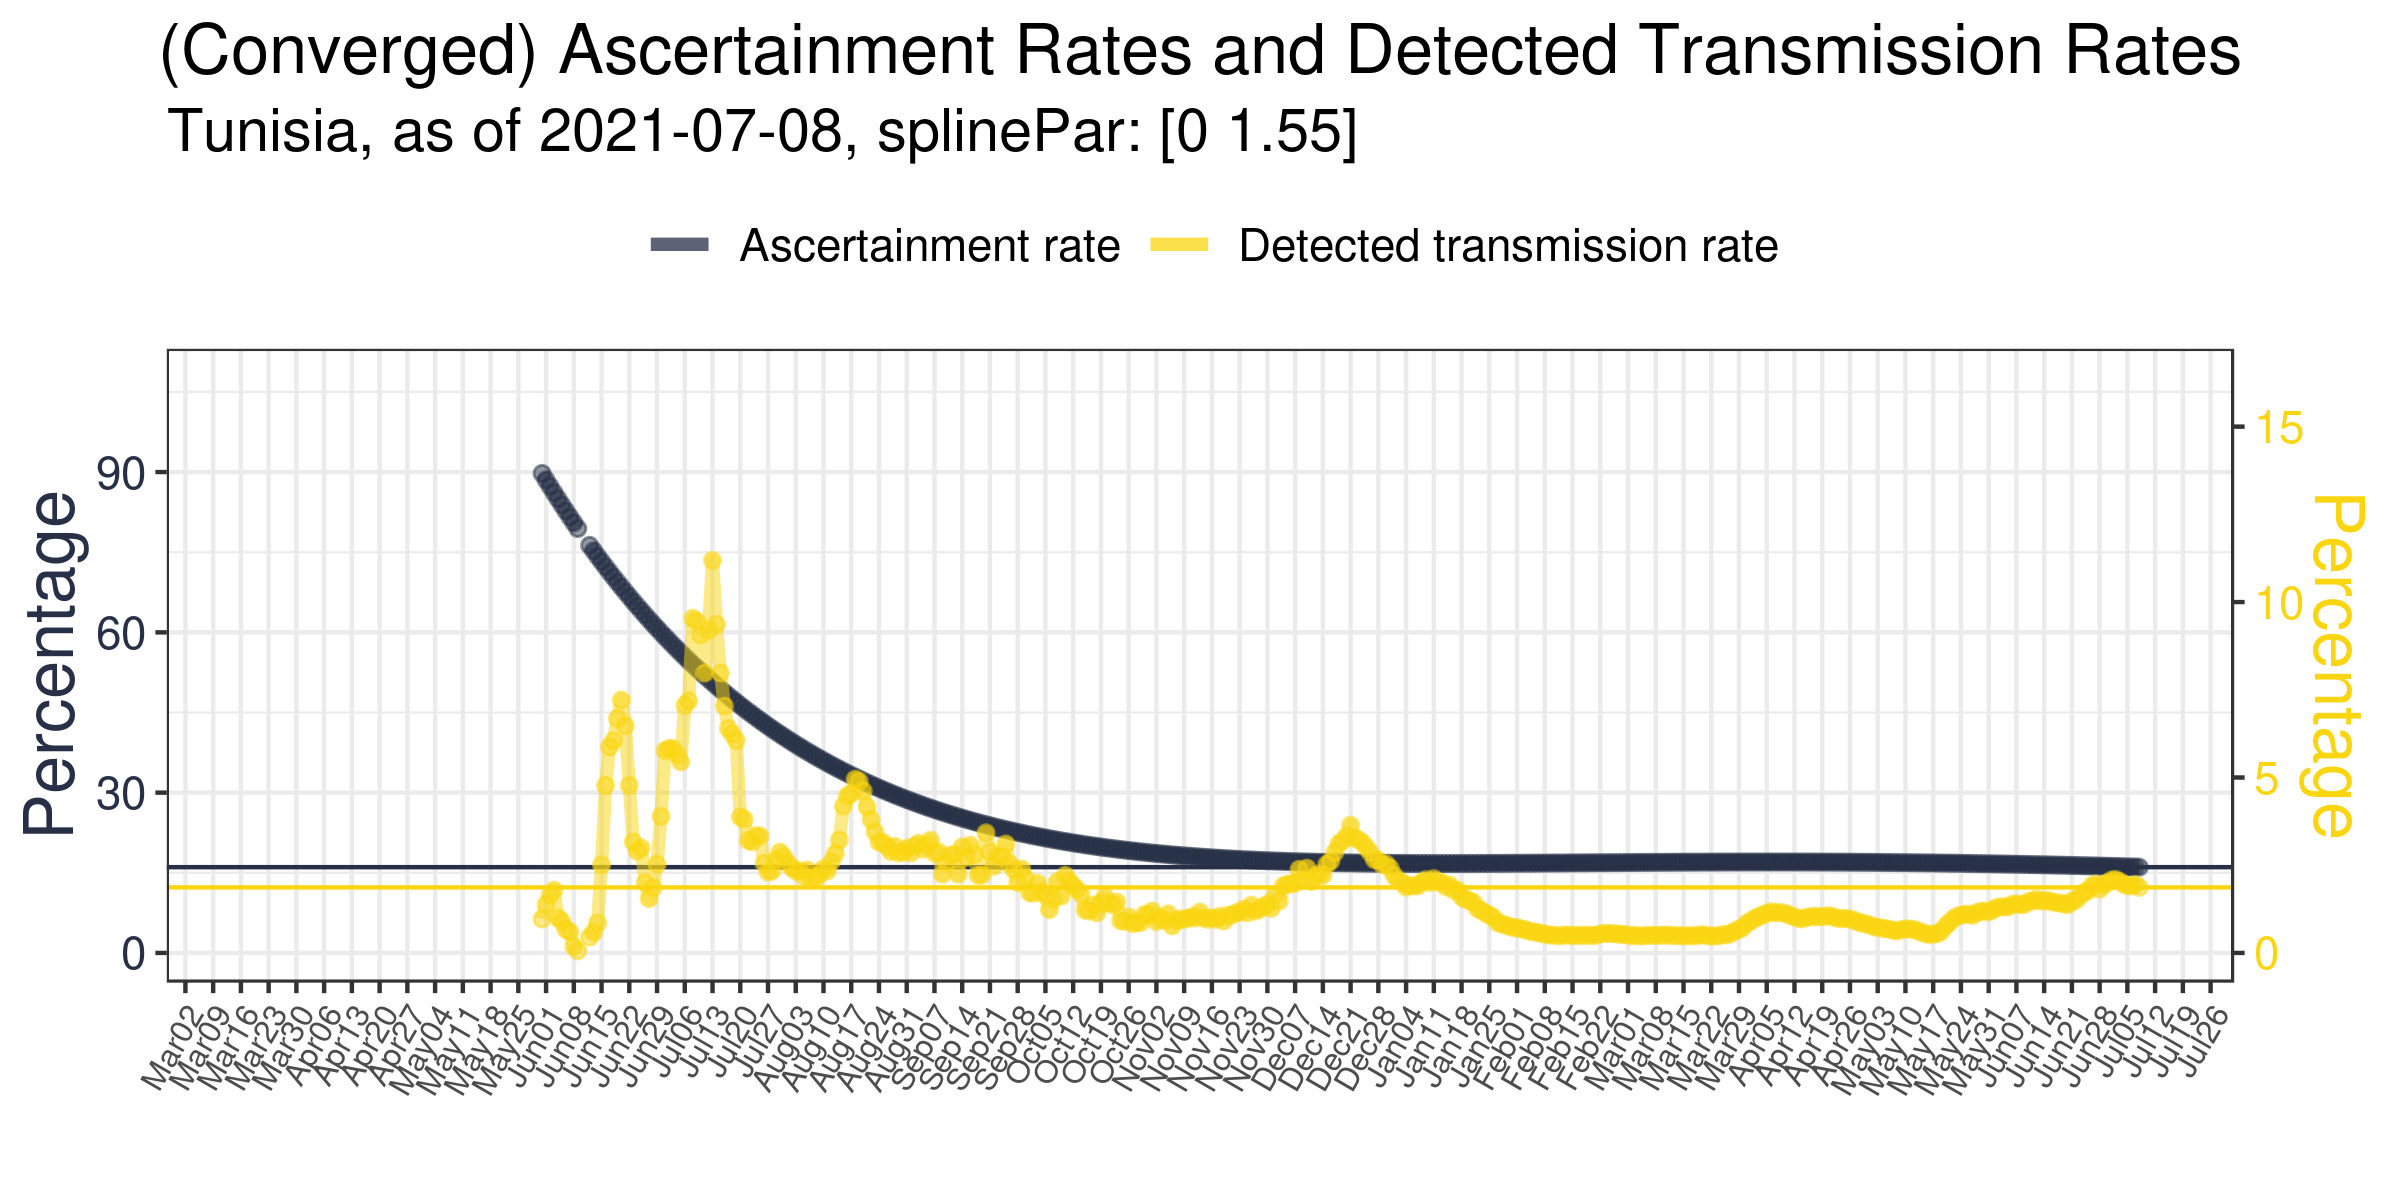 (Converged) Ascertainment Rates and Detected Transmission Rates
Tunisia, as of 2021-07-08, splinePar: [0 1.55]
Ascertainment rate
Detected transmission rate
Percentage
90
60
30
0
15
10
5
0
Percentage
Mar02
Mar09
Mar16
Mar23
Mar30
Apr06
Apr13
Apr20
Apr27
May04
May11
May18
May25
Jun01
Jun08
Jun15
Jun22
Jun29
Jul06
Jul13
Jul20
Jul27
Aug03
Aug10
Aug17
Aug24
Aug31
Sep07
Sep14
Sep21
Sep28
Oct05
Oct12
Oct19
Oct26
Nov02
Nov09
Nov16
Nov23
Nov30
Dec07
Dec14
Dec21
Dec28
Jan04
Jan11
Jan18
Jan25
Feb01
Feb08
Feb15
Feb22
Mar01
Mar08
Mar15
Mar22
Mar29
Apr05
Apr12
Apr19
Apr26
May03
May10
May17
May24
May31
Jun07
Jun14
Jun21
Jun28
Jul05
Jul12
Jul19
Jul26